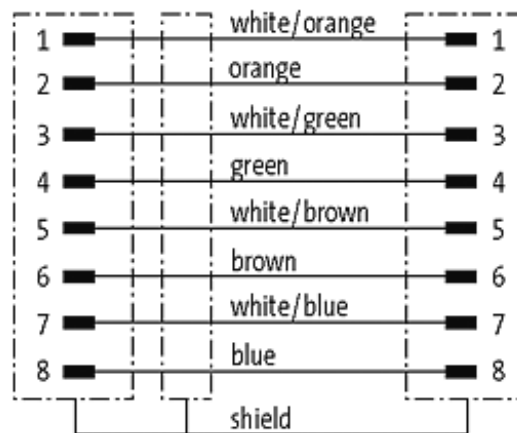 1 white/orange 1
2 orange 2
3 white/green 3
4 green 4
5 white/brown 5
6 brown 6
7 white/blue 7
8 blue 8
shield